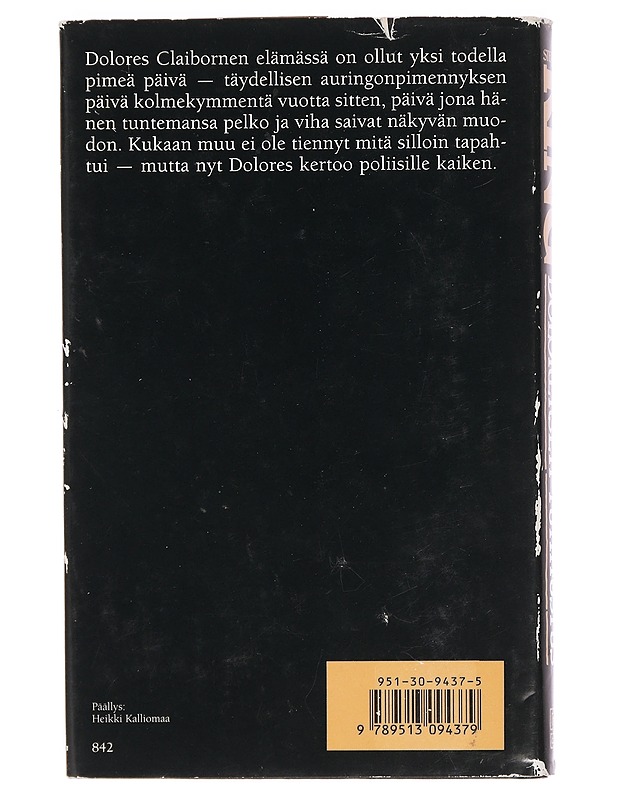 Dolores Claibornen elämässä on ollut yksi todella
pimeä päivä — täydellisen auringonpimennyksen
päivä kolmekymmentä vuotta sitten, päivä jona hä-
nen tuntemansa pelko ja viha saivat näkyvän muo-
don. Kukaan muu ei ole tiennyt mitä silloin tapah-
tui — mutta nyt Dolores kertoo poliisille kaiken.
951-30-9437-5
9 789513 094379
Päällys:
Heikki Kalliomaa
842